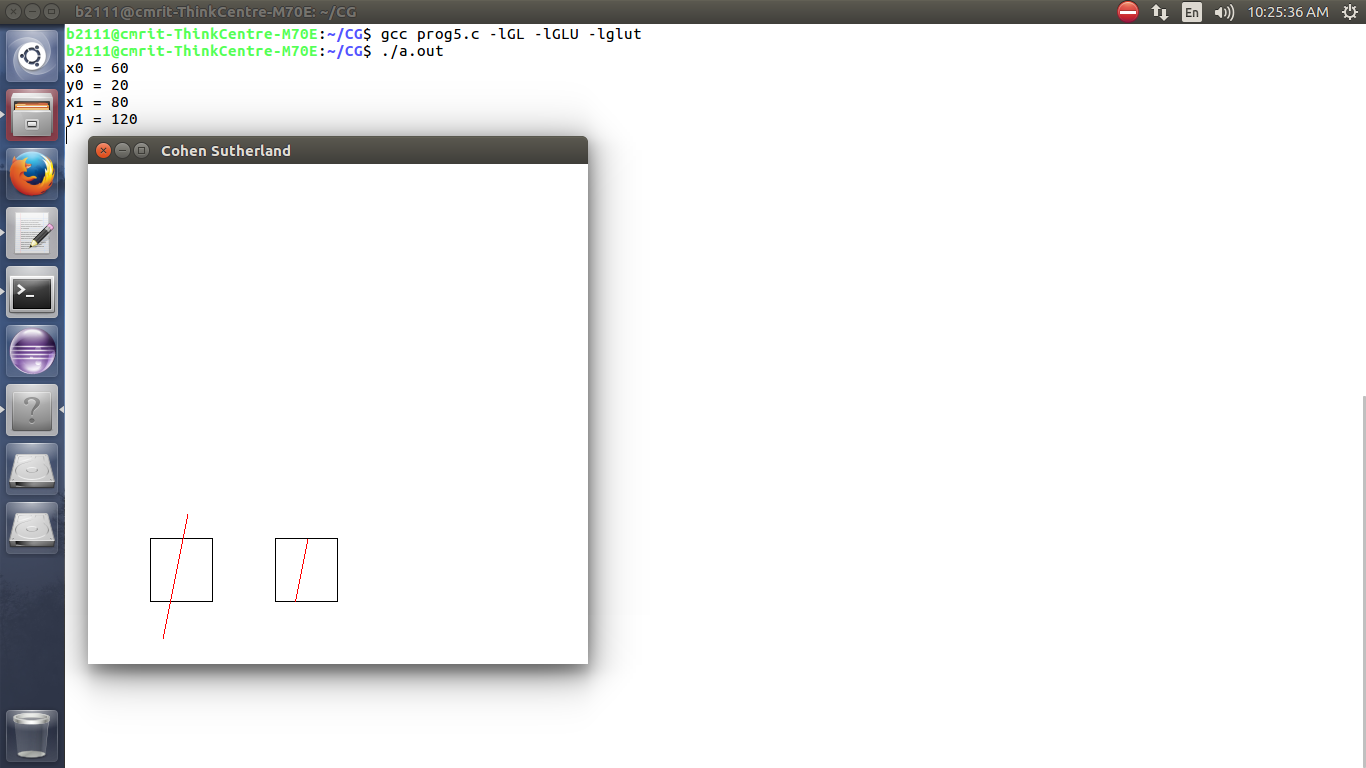 b2111@cmrit-ThinkCentre-M70E: ~/CG
En
10:25:36 AM
b2111@cmrit-ThinkCentre-M70E:~/CG$ gcc prog5.c -lGL -lGLU -lglut
b2111@cmrit-ThinkCentre-M70E:~/CG$ ./a.out
x0 = 60
y0 = 20
x1 = 80
y1 = 120
Cohen Sutherland